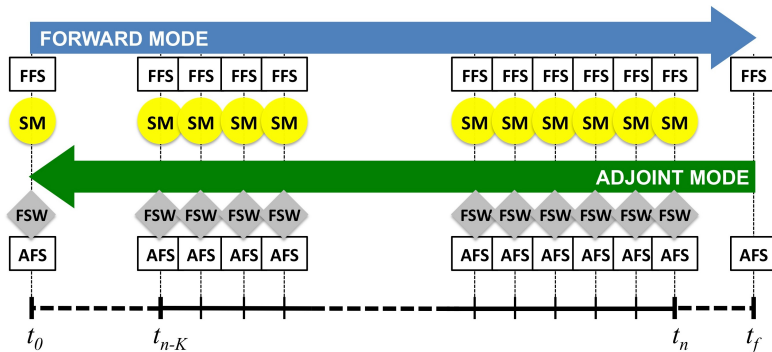 FORWARD MODE
FFS FFS FFS FFS FFS FFS FFS FFS FFS FFS FFS FFS
SM SM SM SM SM SM SM SM SM SM SM
ADJOINT MODE
FSW FSW FSW FSW FSW FSW FSW FSW FSW FSW FSW
AFS AFS AFS AFS AFS AFS AFS AFS AFS AFS AFS AFS
t0 tn-K tn tf